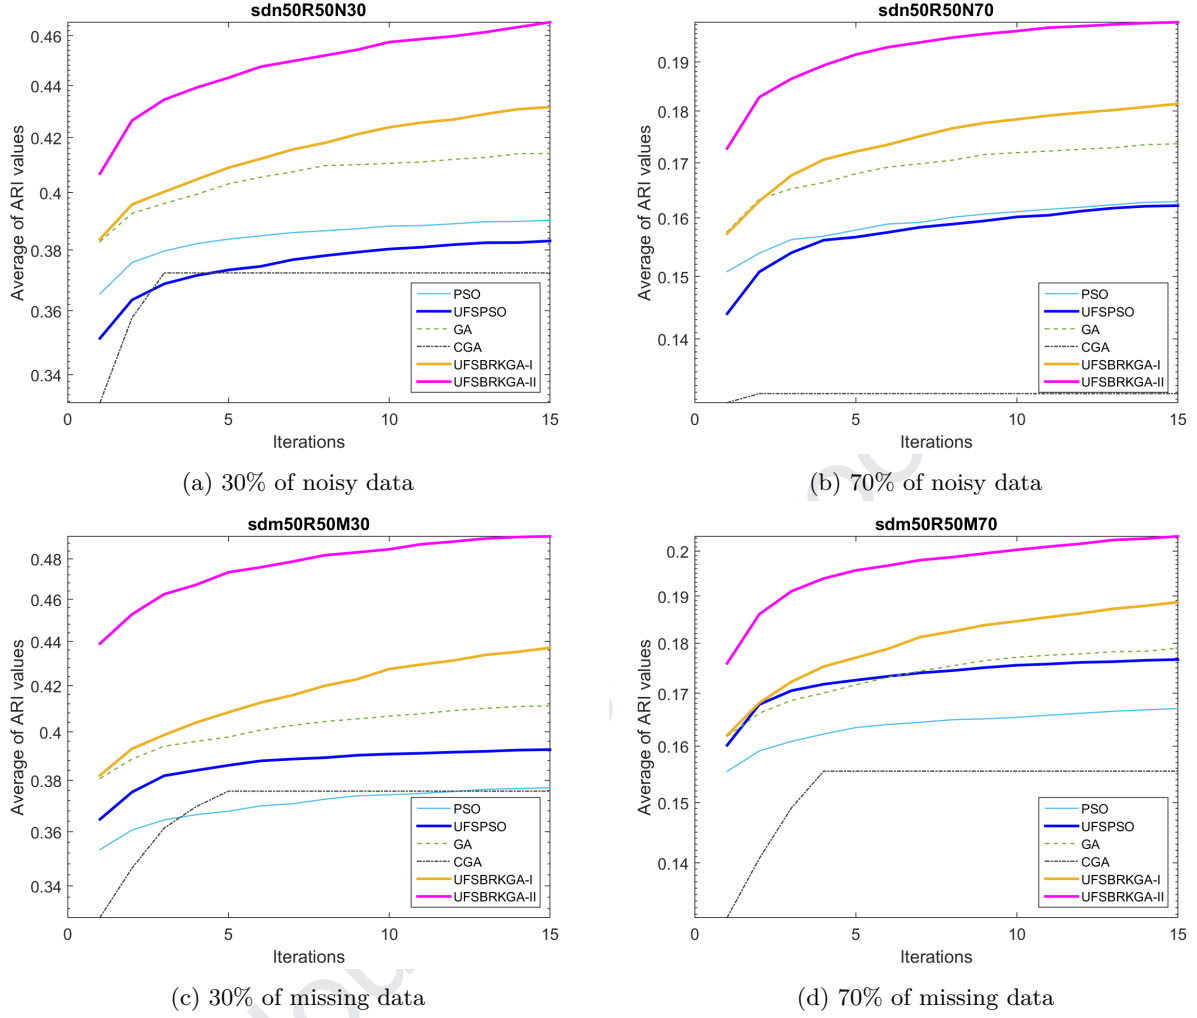 sdn50R50N30
0.46
0.44
0.42
0.4
0.38
0.36
0.34
Average of ARI values
0 5 10 15
Iterations
PSO
UFSPSO
GA
CGA
UFSBRKGA-I
UFSBRKGA-II
(a) 30% of noisy data
sdn50R50N70
0.19
0.18
0.17
0.16
0.15
0.14
Average of ARI values
0 5 10 15
Iterations
PSO
UFSPSO
GA
CGA
UFSBRKGA-I
UFSBRKGA-II
(b) 70% of noisy data
sdm50R50M30
0.48
0.46
0.44
0.42
0.4
0.38
0.36
0.34
Average of ARI values
0 5 10 15
Iterations
PSO
UFSPSO
GA
CGA
UFSBRKGA-I
UFSBRKGA-II
(c) 30% of missing data
sdm50R50M70
0.2
0.19
0.18
0.17
0.16
0.15
0.14
Average of ARI values
0 5 10 15
Iterations
PSO
UFSPSO
GA
CGA
UFSBRKGA-I
UFSBRKGA-II
(d) 70% of missing data